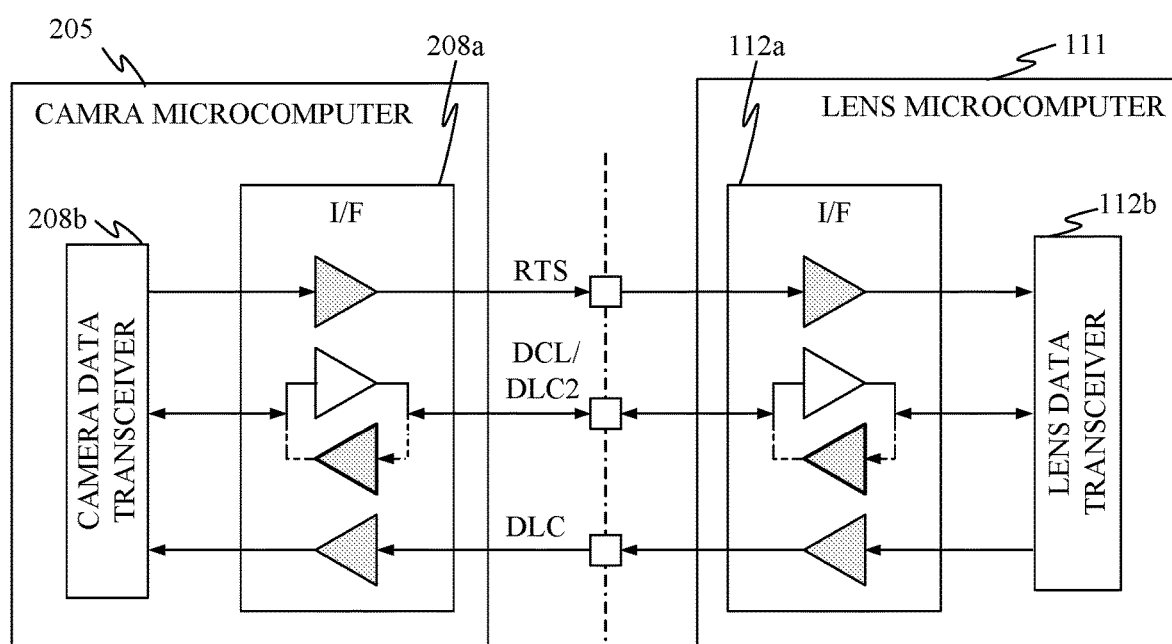 205
208a
112a
111
CAMRA MICROCOMPUTER
LENS MICROCOMPUTER
I/F
I/F
208b
112b
RTS
DCL/
DLC2
DLC
CAMERA DATA
TRANSCEIVER
LENS DATA
TRANSCEIVER